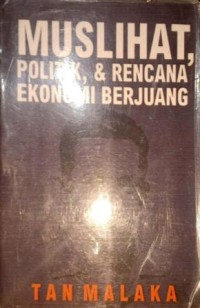 MUSLIHAT,
POLITIK, & RENCANA
EKONOMI BERJUANG
TAN MALAKA